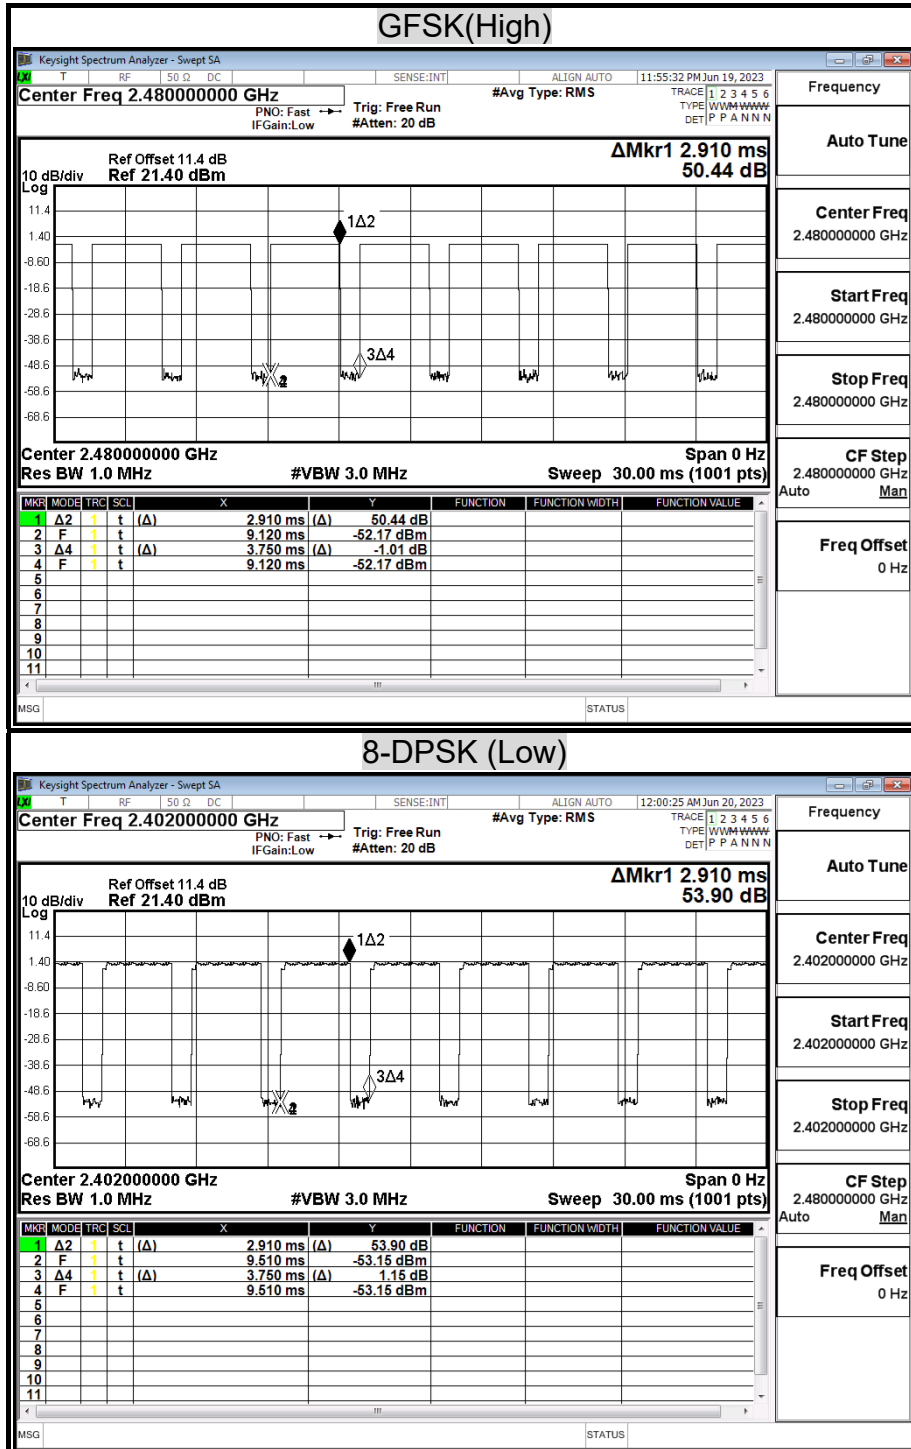 GFSK(High)
Keysight Spectrum Analyzer - Swept SA
LXI T RF 50 Ω DC SENSE:INT ALIGN AUTO 11:55:32 PM Jun 19, 2023
Center Freq 2.480000000 GHz #Avg Type: RMS TRACE 1 2 3 4 5 6
PNO: Fast Trig: Free Run TYPE WWMWWWW
IFGain:Low #Atten: 20 dB DET P P A N N N
Frequency
Auto Tune
Center Freq
2.480000000 GHz
Start Freq
2.480000000 GHz
Stop Freq
2.480000000 GHz
CF Step
2.480000000 GHz
Auto Man
Freq Offset
0 Hz
ΔMkr1 2.910 ms
50.44 dB
Ref Offset 11.4 dB
10 dB/div Ref 21.40 dBm
Log
11.4
1.40
-8.60
-18.6
-28.6
-38.6
-48.6
-58.6
-68.6
1Δ2
3Δ4
Center 2.480000000 GHz Span 0 Hz
Res BW 1.0 MHz #VBW 3.0 MHz Sweep 30.00 ms (1001 pts)
MKR MODE TRC SCL X Y FUNCTION FUNCTION WIDTH FUNCTION VALUE
1 Δ2 1 t (Δ) 2.910 ms (Δ) 50.44 dB
2 F 1 t 9.120 ms -52.17 dBm
3 Δ4 1 t (Δ) 3.750 ms (Δ) -1.01 dB
4 F 1 t 9.120 ms -52.17 dBm
5
6
7
8
9
10
11
MSG STATUS
8-DPSK (Low)
Keysight Spectrum Analyzer - Swept SA
LXI T RF 50 Ω DC SENSE:INT ALIGN AUTO 12:00:25 AM Jun 20, 2023
Center Freq 2.402000000 GHz #Avg Type: RMS TRACE 1 2 3 4 5 6
PNO: Fast Trig: Free Run TYPE WWMWWWW
IFGain:Low #Atten: 20 dB DET P P A N N N
Frequency
Auto Tune
Center Freq
2.402000000 GHz
Start Freq
2.402000000 GHz
Stop Freq
2.402000000 GHz
CF Step
2.480000000 GHz
Auto Man
Freq Offset
0 Hz
ΔMkr1 2.910 ms
53.90 dB
Ref Offset 11.4 dB
10 dB/div Ref 21.40 dBm
Log
11.4
1.40
-8.60
-18.6
-28.6
-38.6
-48.6
-58.6
-68.6
1Δ2
3Δ4
Center 2.402000000 GHz Span 0 Hz
Res BW 1.0 MHz #VBW 3.0 MHz Sweep 30.00 ms (1001 pts)
MKR MODE TRC SCL X Y FUNCTION FUNCTION WIDTH FUNCTION VALUE
1 Δ2 1 t (Δ) 2.910 ms (Δ) 53.90 dB
2 F 1 t 9.510 ms -53.15 dBm
3 Δ4 1 t (Δ) 3.750 ms (Δ) 1.15 dB
4 F 1 t 9.510 ms -53.15 dBm
5
6
7
8
9
10
11
MSG STATUS